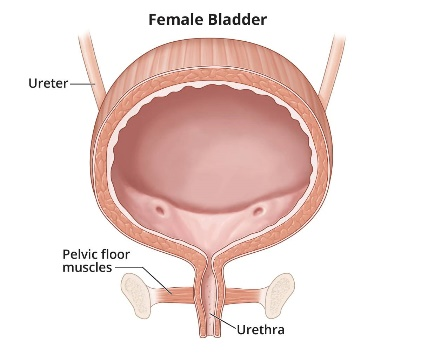 Female Bladder
Ureter
Pelvic floor
muscles
Urethra